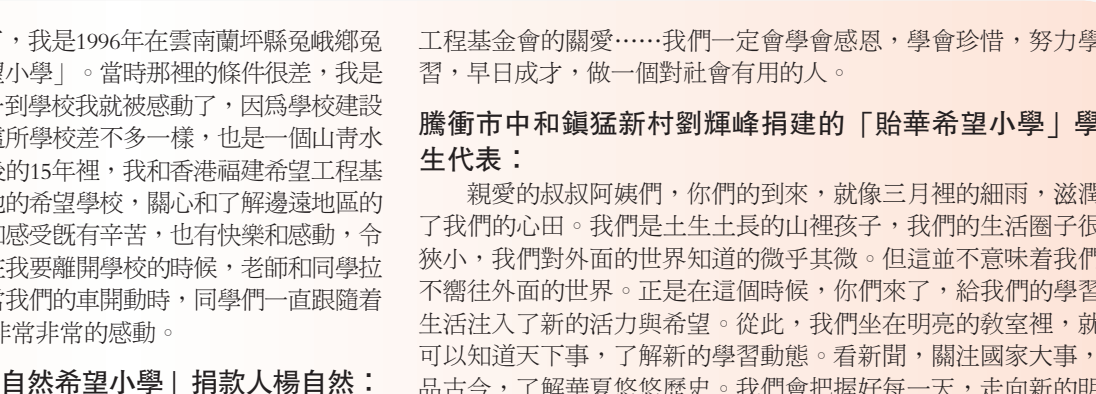 ，我是1996年在雲南蘭坪縣兔峨鄉兔
小學」。當時那裡的條件很差，我是
到學校我就被感動了，因爲學校建設
所學校差不多一樣，也是一個山青水
的15年裡，我和香港福建希望工程基
的希望學校，關心和了解邊遠地區的
感受旣有辛苦，也有快樂和感動，令
我要離開學校的時候，老師和同學拉
我們的車開動時，同學們一直跟隨着
非常非常的感動。
自然希望小學」捐款人楊自然：
工程基金會的關愛……我們一定會學會感恩，學會珍惜，努力學
習，早日成才，做一個對社會有用的人。
騰衝市中和鎭猛新村劉輝峰捐建的「貽華希望小學」學
生代表：
親愛的叔叔阿姨們，你們的到來，就像三月裡的細雨，滋潤
了我們的心田。我們是土生土長的山裡孩子，我們的生活圈子很
狹小，我們對外面的世界知道的微乎其微。但這並不意味着我們
不嚮往外面的世界。正是在這個時候，你們來了，給我們的學習
生活注入了新的活力與希望。從此，我們坐在明亮的敎室裡，就
可以知道天下事，了解新的學習動態。看新聞，關注國家大事，
品古今，了解華夏悠悠歷史。我們會把握好每一天，走向新的明